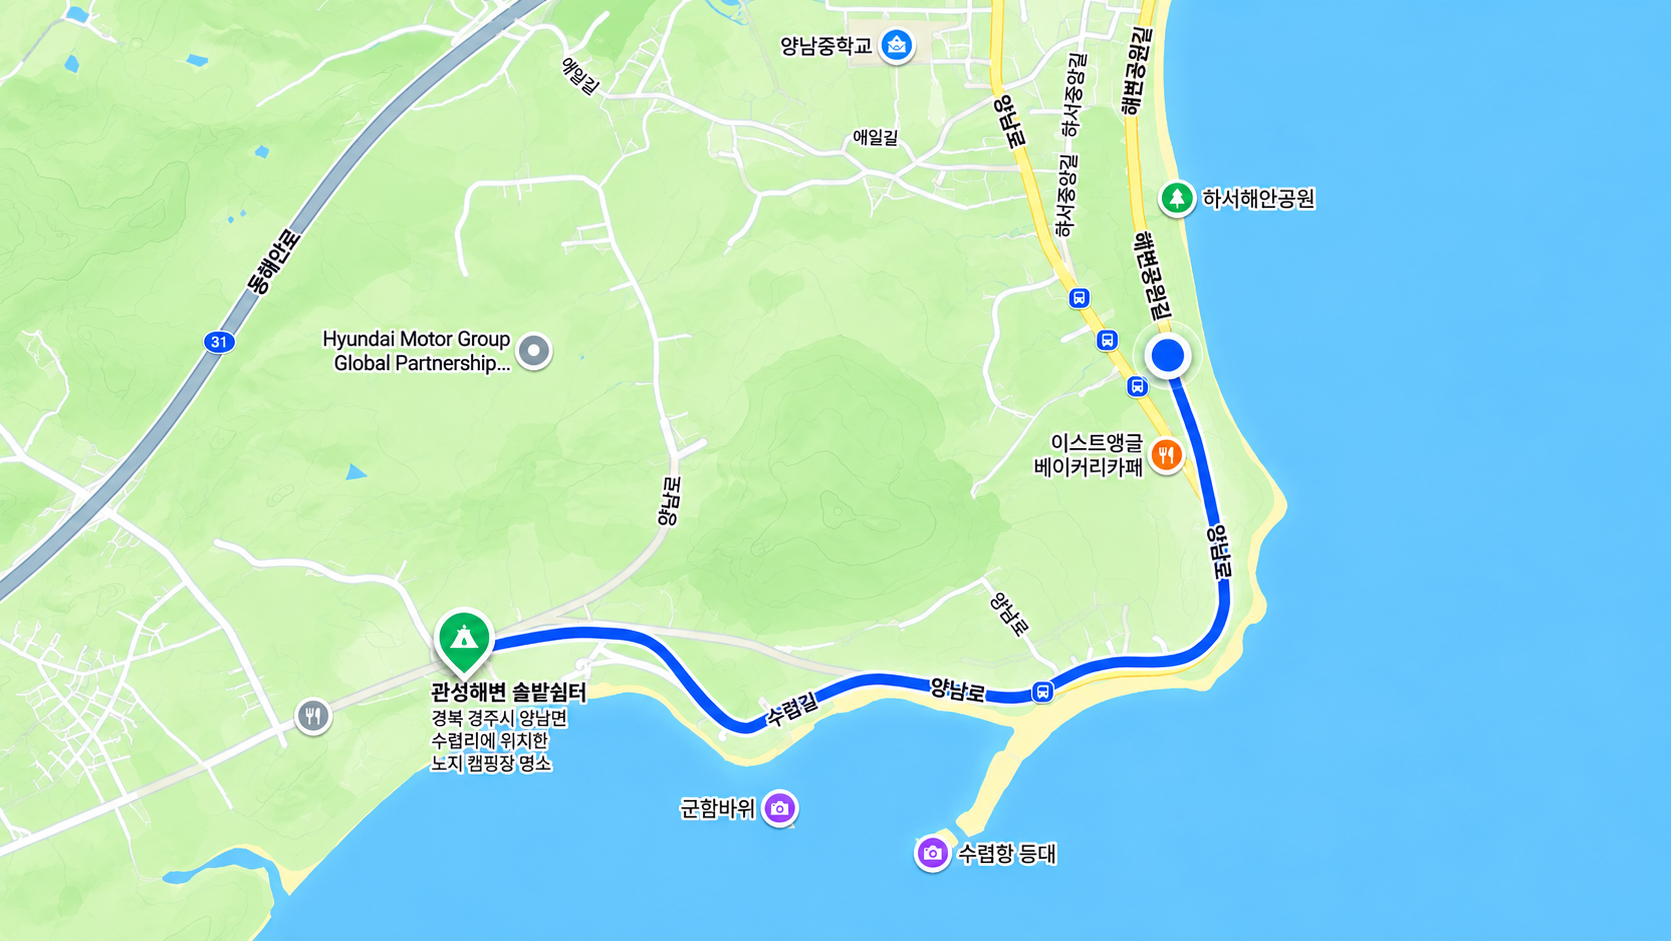 양남중학교
애일길
애일길
양남로
하서중앙길
하서중앙길
해변공원길
하서해안공원
해변공원길
동해안로
31
Hyundai Motor Group
Global Partnership...
이스트앵글
베이커리카페
양남로
양남로
양남로
관성해변 솔밭쉼터
경북 경주시 양남면
수렴리에 위치한
노지 캠핑장 명소
수렴길
양남로
군함바위
수렴항 등대